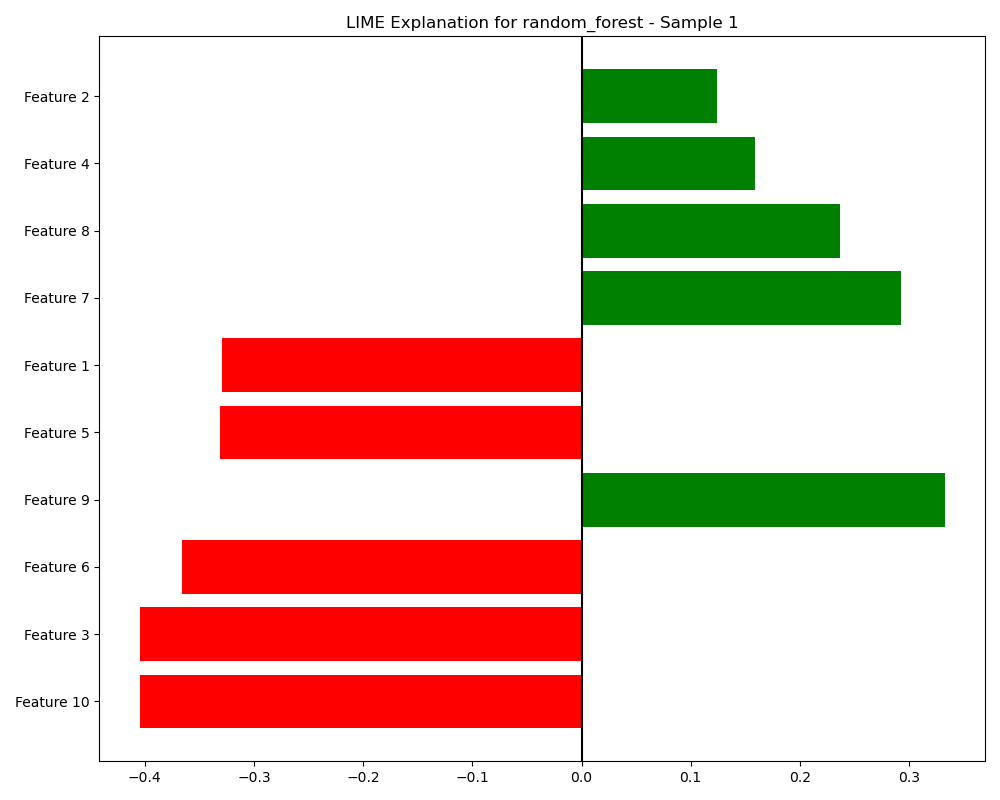 LIME Explanation for random_forest - Sample 1
Feature 2
Feature 4
Feature 8
Feature 7
Feature 1
Feature 5
Feature 9
Feature 6
Feature 3
Feature 10
−0.4 −0.3 −0.2 −0.1 0.0 0.1 0.2 0.3